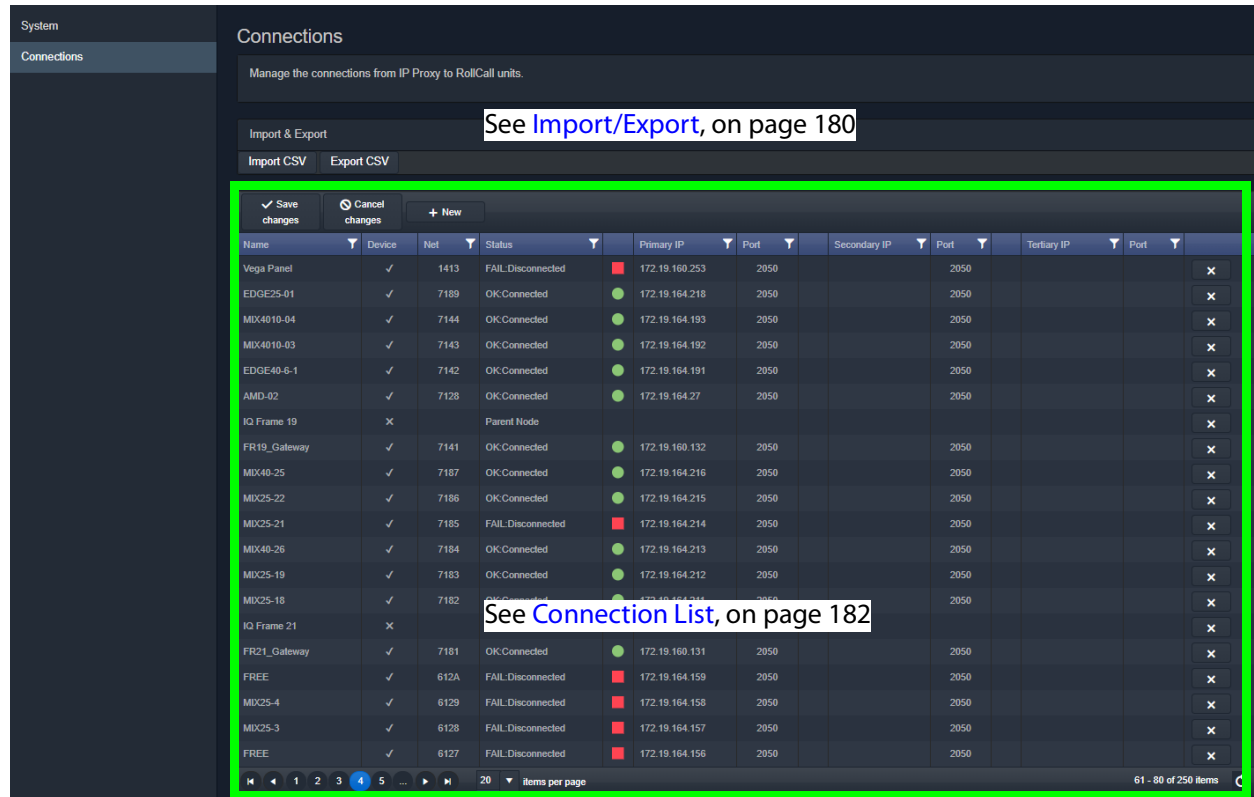 System
Connections
Connections
Manage the connections from IP Proxy to RollCall units.
See Import/Export, on page 180
Import & Export
Import CSV Export CSV
✓ Save changes Cancel changes + New
Name Device Net Status Primary IP Port Secondary IP Port Tertiary IP Port
Vega Panel ✓ 1413 FAIL:Disconnected 172.19.160.253 2050 2050 ×
EDGE25-01 ✓ 7189 OK:Connected 172.19.164.218 2050 2050 ×
MIX4010-04 ✓ 7144 OK:Connected 172.19.164.193 2050 2050 ×
MIX4010-03 ✓ 7143 OK:Connected 172.19.164.192 2050 2050 ×
EDGE40-6-1 ✓ 7142 OK:Connected 172.19.164.191 2050 2050 ×
AMD-02 ✓ 7128 OK:Connected 172.19.164.27 2050 2050 ×
IQ Frame 19 × Parent Node ×
FR19_Gateway ✓ 7141 OK:Connected 172.19.160.132 2050 2050 ×
MIX40-25 ✓ 7187 OK:Connected 172.19.164.216 2050 2050 ×
MIX25-22 ✓ 7186 OK:Connected 172.19.164.215 2050 2050 ×
MIX25-21 ✓ 7185 FAIL:Disconnected 172.19.164.214 2050 2050 ×
MIX40-26 ✓ 7184 OK:Connected 172.19.164.213 2050 2050 ×
MIX25-19 ✓ 7183 OK:Connected 172.19.164.212 2050 2050 ×
MIX25-18 ✓ 7182 2050 ×
See Connection List, on page 182
IQ Frame 21 × ×
FR21_Gateway ✓ 7181 OK:Connected 172.19.160.131 2050 2050 ×
FREE ✓ 612A FAIL:Disconnected 172.19.164.159 2050 2050 ×
MIX25-4 ✓ 6129 FAIL:Disconnected 172.19.164.158 2050 2050 ×
MIX25-3 ✓ 6128 FAIL:Disconnected 172.19.164.157 2050 2050 ×
FREE ✓ 6127 FAIL:Disconnected 172.19.164.156 2050 2050 ×
1 2 3 4 5 ... 20 items per page 61 - 80 of 250 items